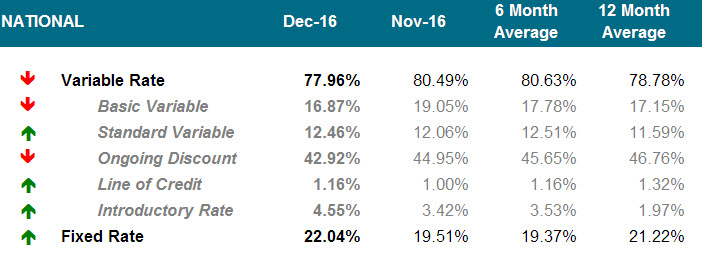 NATIONAL Dec-16 Nov-16 6 Month Average 12 Month Average
Variable Rate 77.96% 80.49% 80.63% 78.78%
Basic Variable 16.87% 19.05% 17.78% 17.15%
Standard Variable 12.46% 12.06% 12.51% 11.59%
Ongoing Discount 42.92% 44.95% 45.65% 46.76%
Line of Credit 1.16% 1.00% 1.16% 1.32%
Introductory Rate 4.55% 3.42% 3.53% 1.97%
Fixed Rate 22.04% 19.51% 19.37% 21.22%